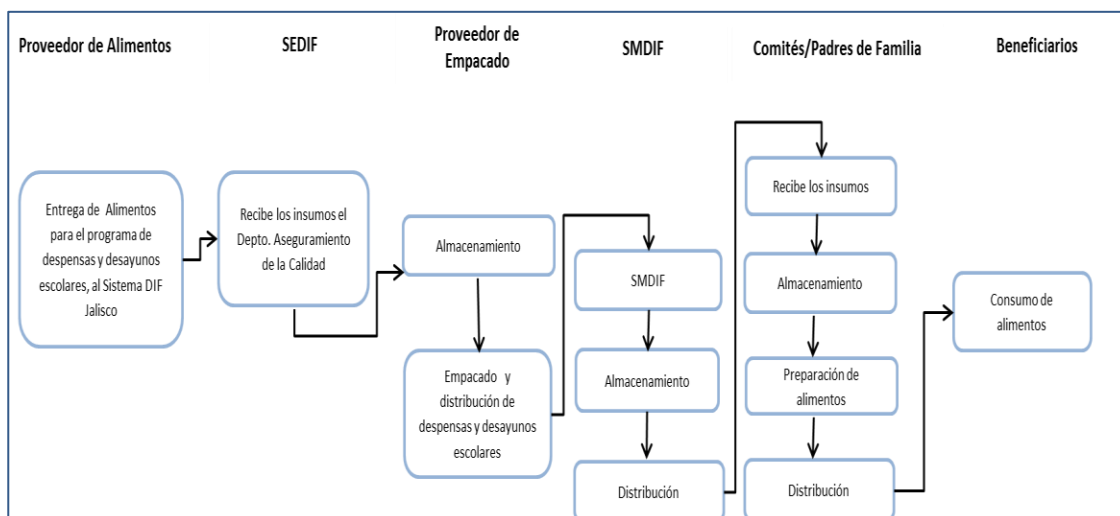 Proveedor de Alimentos
SEDIF
Proveedor de
Empacado
SMDIF
Comités/Padres de Familia
Beneficiarios
Entrega de Alimentos
para el programa de
despensas y desayunos
escolares, al Sistema DIF
Jalisco
Recibe los insumos el
Depto. Aseguramiento
de la Calidad
Almacenamiento
Empacado y
distribución de
despensas y desayunos
escolares
SMDIF
Almacenamiento
Distribución
Recibe los insumos
Almacenamiento
Preparación de
alimentos
Distribución
Consumo de
alimentos